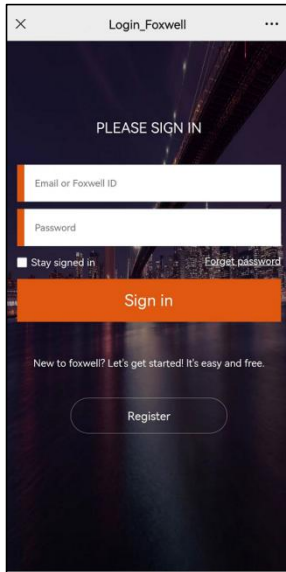 Login_Foxwell
PLEASE SIGN IN
Email or Foxwell ID
Password
Stay signed in
Forget password
Sign in
New to foxwell? Let's get started! It's easy and free.
Register